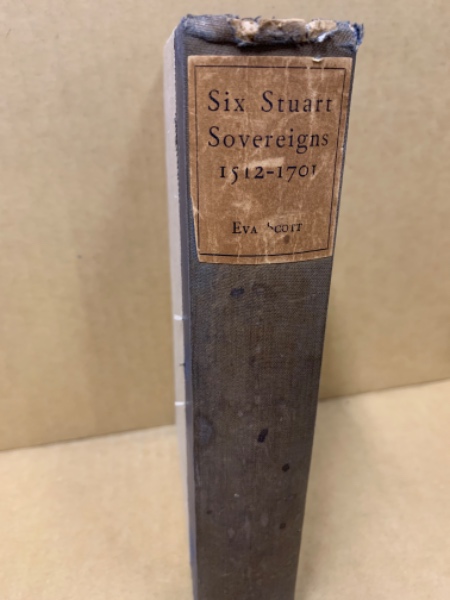 Six Stuart
Sovereigns
1512-1701
Eva Scott